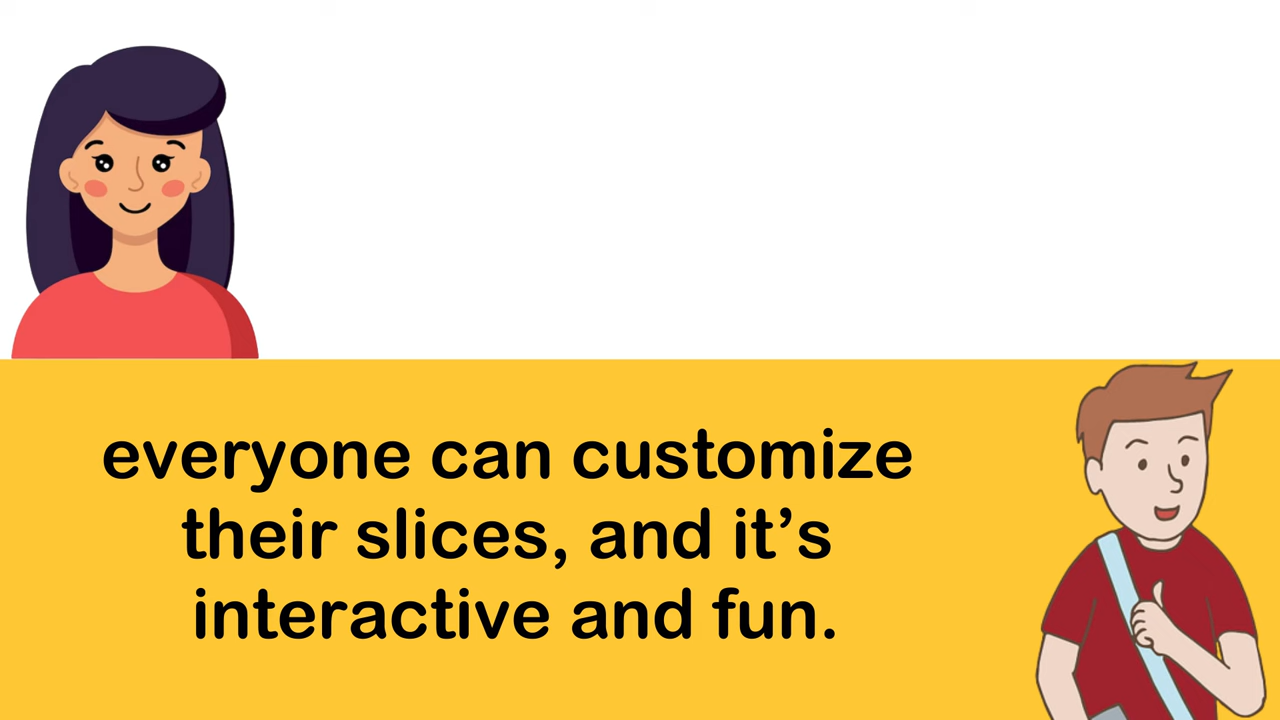 everyone can customize
their slices, and it’s
interactive and fun.